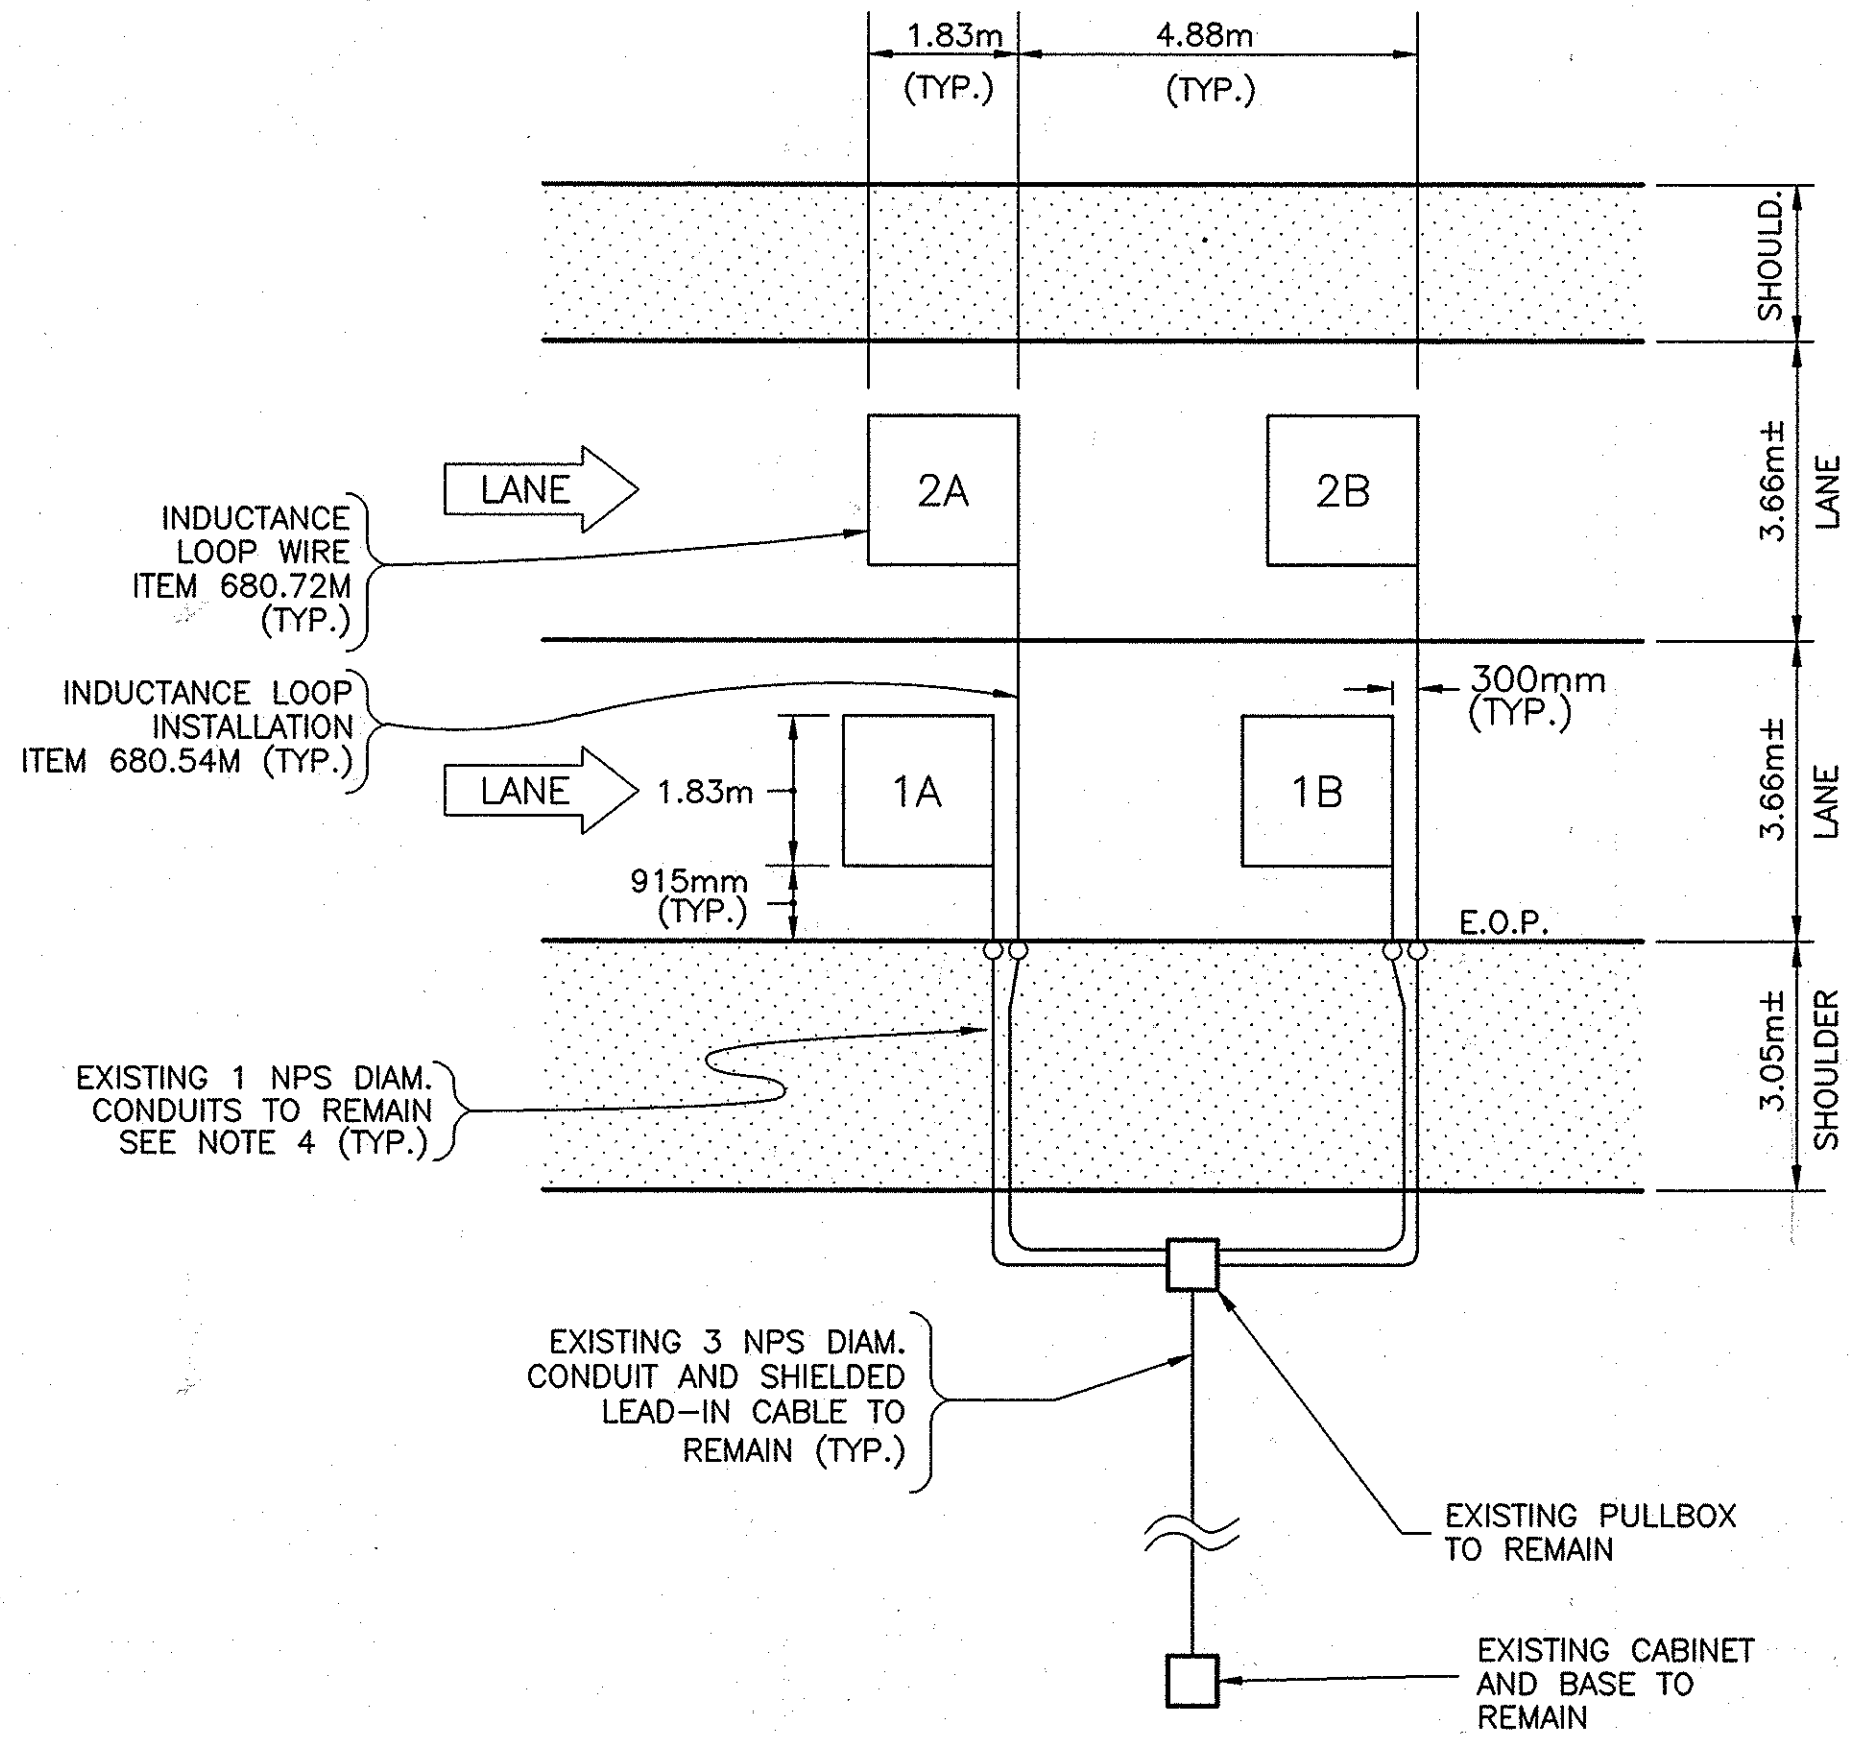 1.83m
(TYP.)
4.88m
(TYP.)
SHOULD.
LANE
2A
2B
3.66m±
LANE
INDUCTANCE
LOOP WIRE
ITEM 680.72M
(TYP.)
INDUCTANCE LOOP
INSTALLATION
ITEM 680.54M (TYP.)
300mm
(TYP.)
LANE
1.83m
1A
1B
3.66m±
LANE
915mm
(TYP.)
E.O.P.
EXISTING 1 NPS DIAM.
CONDUITS TO REMAIN
SEE NOTE 4 (TYP.)
3.05m±
SHOULDER
EXISTING 3 NPS DIAM.
CONDUIT AND SHIELDED
LEAD-IN CABLE TO
REMAIN (TYP.)
EXISTING PULLBOX
TO REMAIN
EXISTING CABINET
AND BASE TO
REMAIN